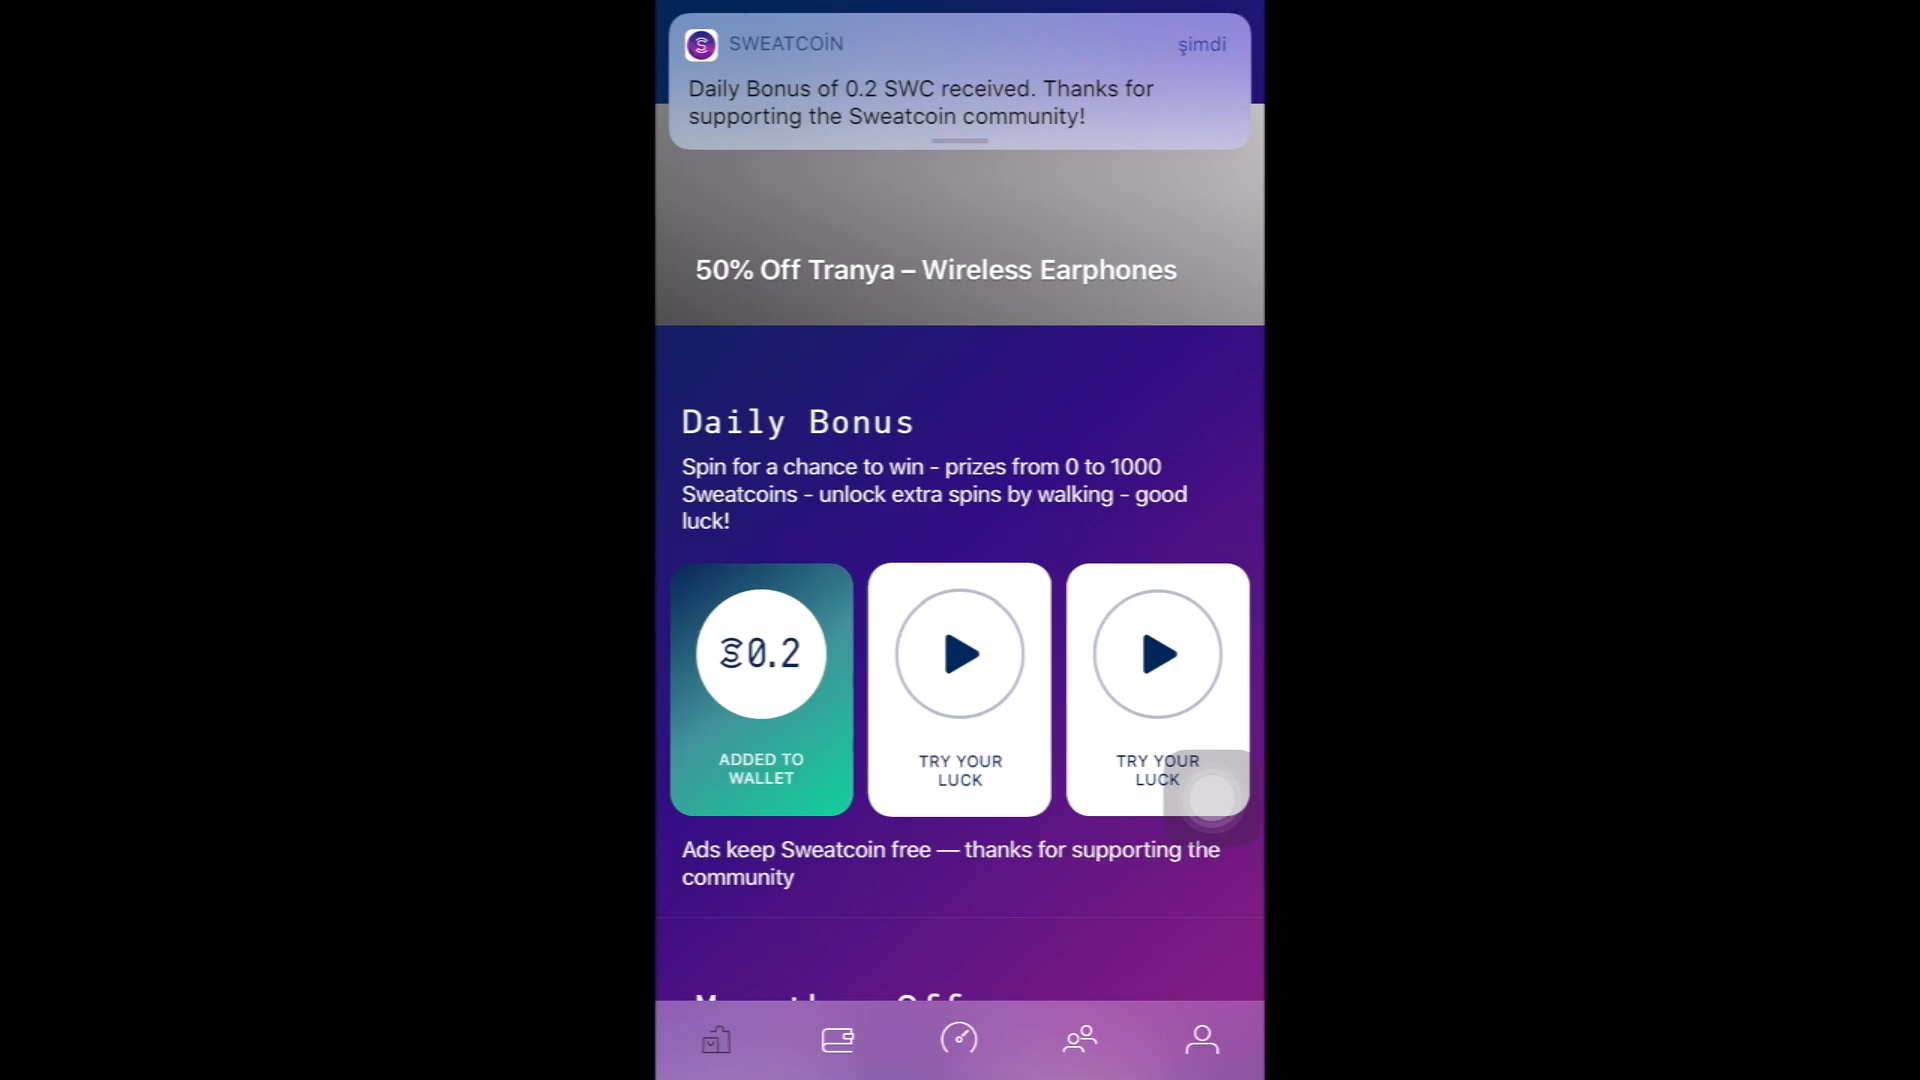 SWEATCOİN
şimdi
Daily Bonus of 0.2 SWC received. Thanks for
supporting the Sweatcoin community!
50% Off Tranya – Wireless Earphones
Daily Bonus
Spin for a chance to win - prizes from 0 to 1000
Sweatcoins - unlock extra spins by walking - good
luck!
0.2
ADDED TO
WALLET
TRY YOUR
LUCK
TRY YOUR
LUCK
Ads keep Sweatcoin free — thanks for supporting the
community